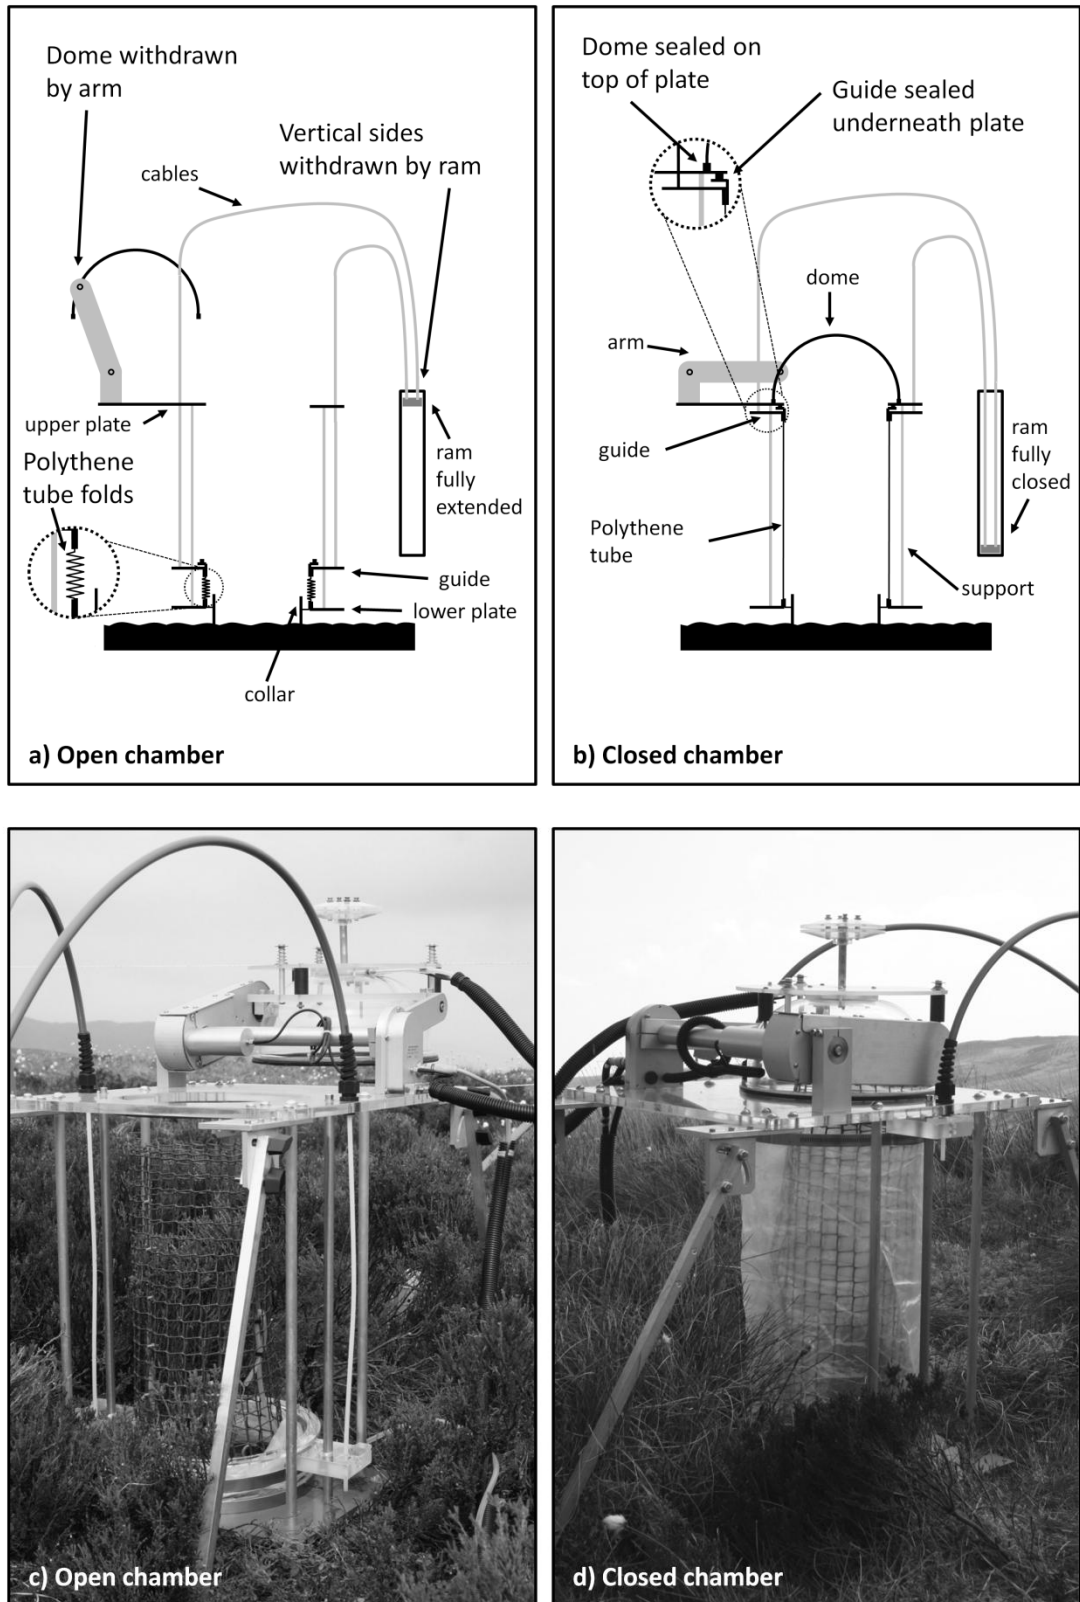 Dome withdrawn
by arm
Vertical sides
withdrawn by ram
cables
upper plate
Polythene
tube folds
ram
fully
extended
guide
lower plate
collar
a) Open chamber
Dome sealed on
top of plate
Guide sealed
underneath plate
dome
arm
guide
ram
fully
closed
Polythene
tube
support
b) Closed chamber
c) Open chamber
d) Closed chamber